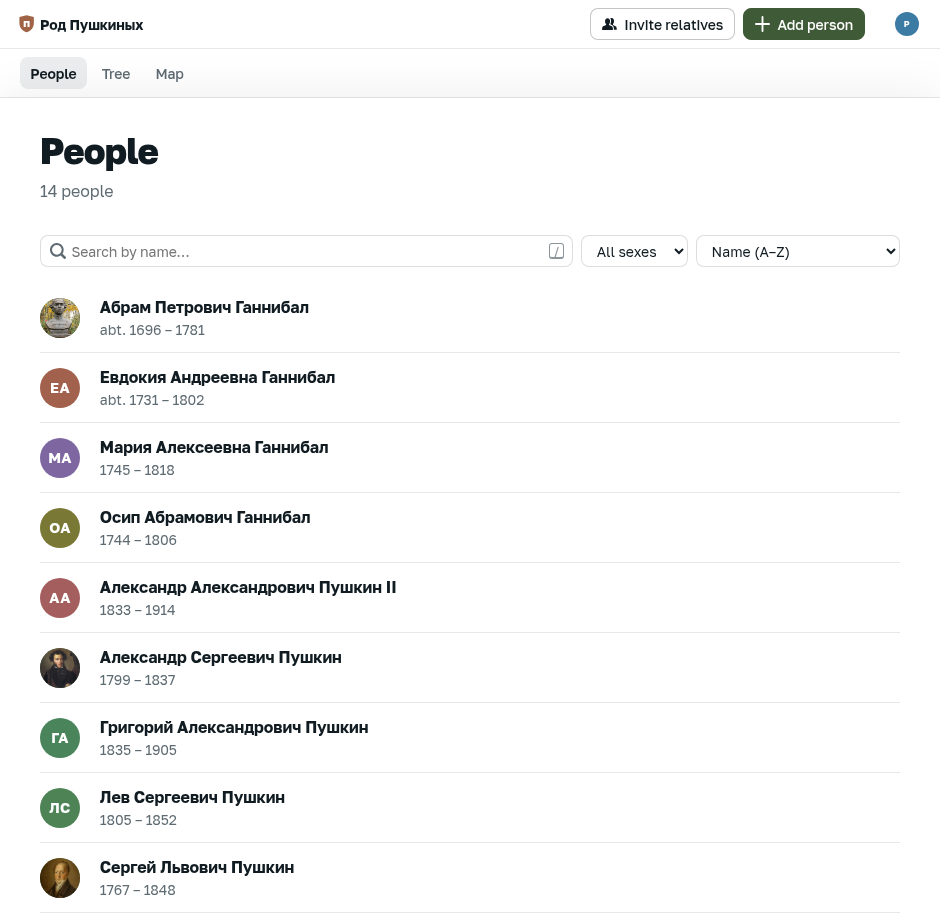 Род Пушкиных
Invite relatives
Add person
P
People
Tree
Map
People
14 people
Search by name...
/
All sexes
Name (A–Z)
Абрам Петрович Ганнибал
abt. 1696 – 1781
ЕА
Евдокия Андреевна Ганнибал
abt. 1731 – 1802
МА
Мария Алексеевна Ганнибал
1745 – 1818
ОА
Осип Абрамович Ганнибал
1744 – 1806
АА
Александр Александрович Пушкин II
1833 – 1914
Александр Сергеевич Пушкин
1799 – 1837
ГА
Григорий Александрович Пушкин
1835 – 1905
ЛС
Лев Сергеевич Пушкин
1805 – 1852
Сергей Львович Пушкин
1767 – 1848